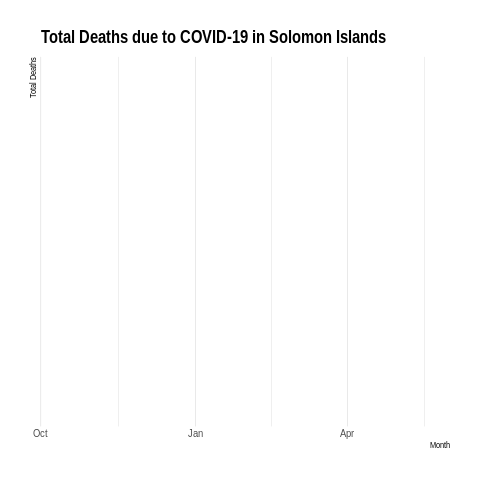 Total Deaths due to COVID-19 in Solomon Islands
Total Deaths
Oct
Jan
Apr
Month